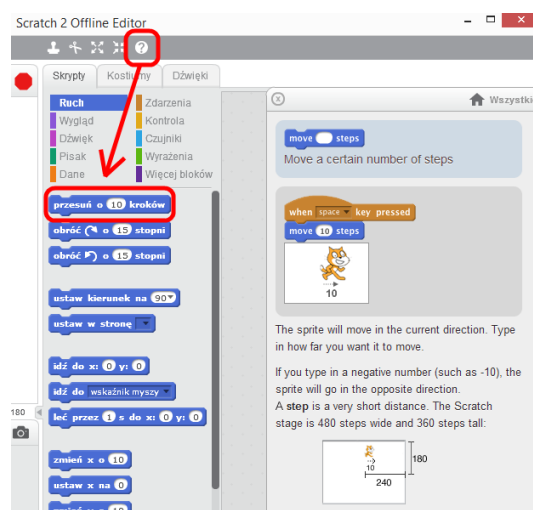 Scratch 2 Offline Editor
Skrypty Kostiumy Dźwięki
Ruch Zdarzenia
Wygląd Kontrola
Dźwięk Czujniki
Pisak Wyrażenia
Dane Więcej bloków
przesuń o 10 kroków
obróć o 15 stopni
obróć o 15 stopni
ustaw kierunek na 90
ustaw w stronę
idź do x: 0 y: 0
idź do wskaźnik myszy
leć przez 1 s do x: 0 y: 0
zmień x o 10
ustaw x na 0
zmień y o 10
180
Wszystki
move steps
Move a certain number of steps
when space key pressed
move 10 steps
10
The sprite will move in the current direction. Type
in how far you want it to move.
If you type in a negative number (such as -10), the
sprite will go in the opposite direction.
A step is a very short distance. The Scratch
stage is 480 steps wide and 360 steps tall:
10
180
240